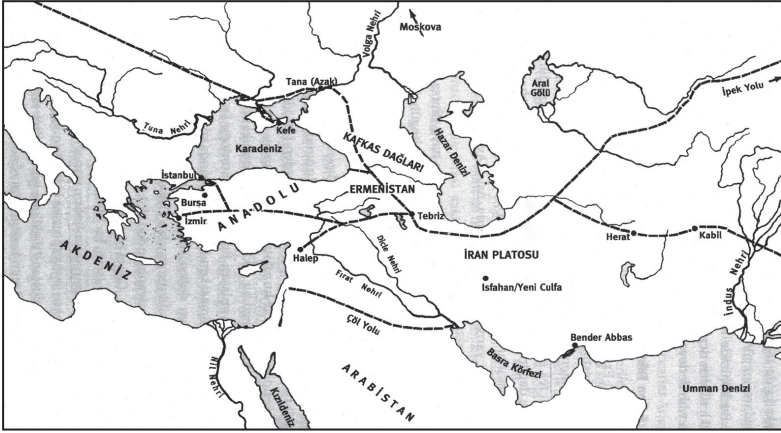 Moskova
Volga Nehri
Tana (Azak)
Aral
Gölü
İpek Yolu
Tuna Nehri
Kefe
Karadeniz
KAFKAS DAĞLARI
Hazar Denizi
İstanbul
Bursa
İzmir
ANADOLU
ERMENİSTAN
Tebriz
Herat
Kabil
AKDENİZ
Halep
Dicle Nehri
İRAN PLATOSU
Fırat Nehri
İsfahan/Yeni Culfa
İndus Nehri
Çöl Yolu
Bender Abbas
Nil Nehri
Basra Körfezi
Kızıldeniz
ARABİSTAN
Umman Denizi